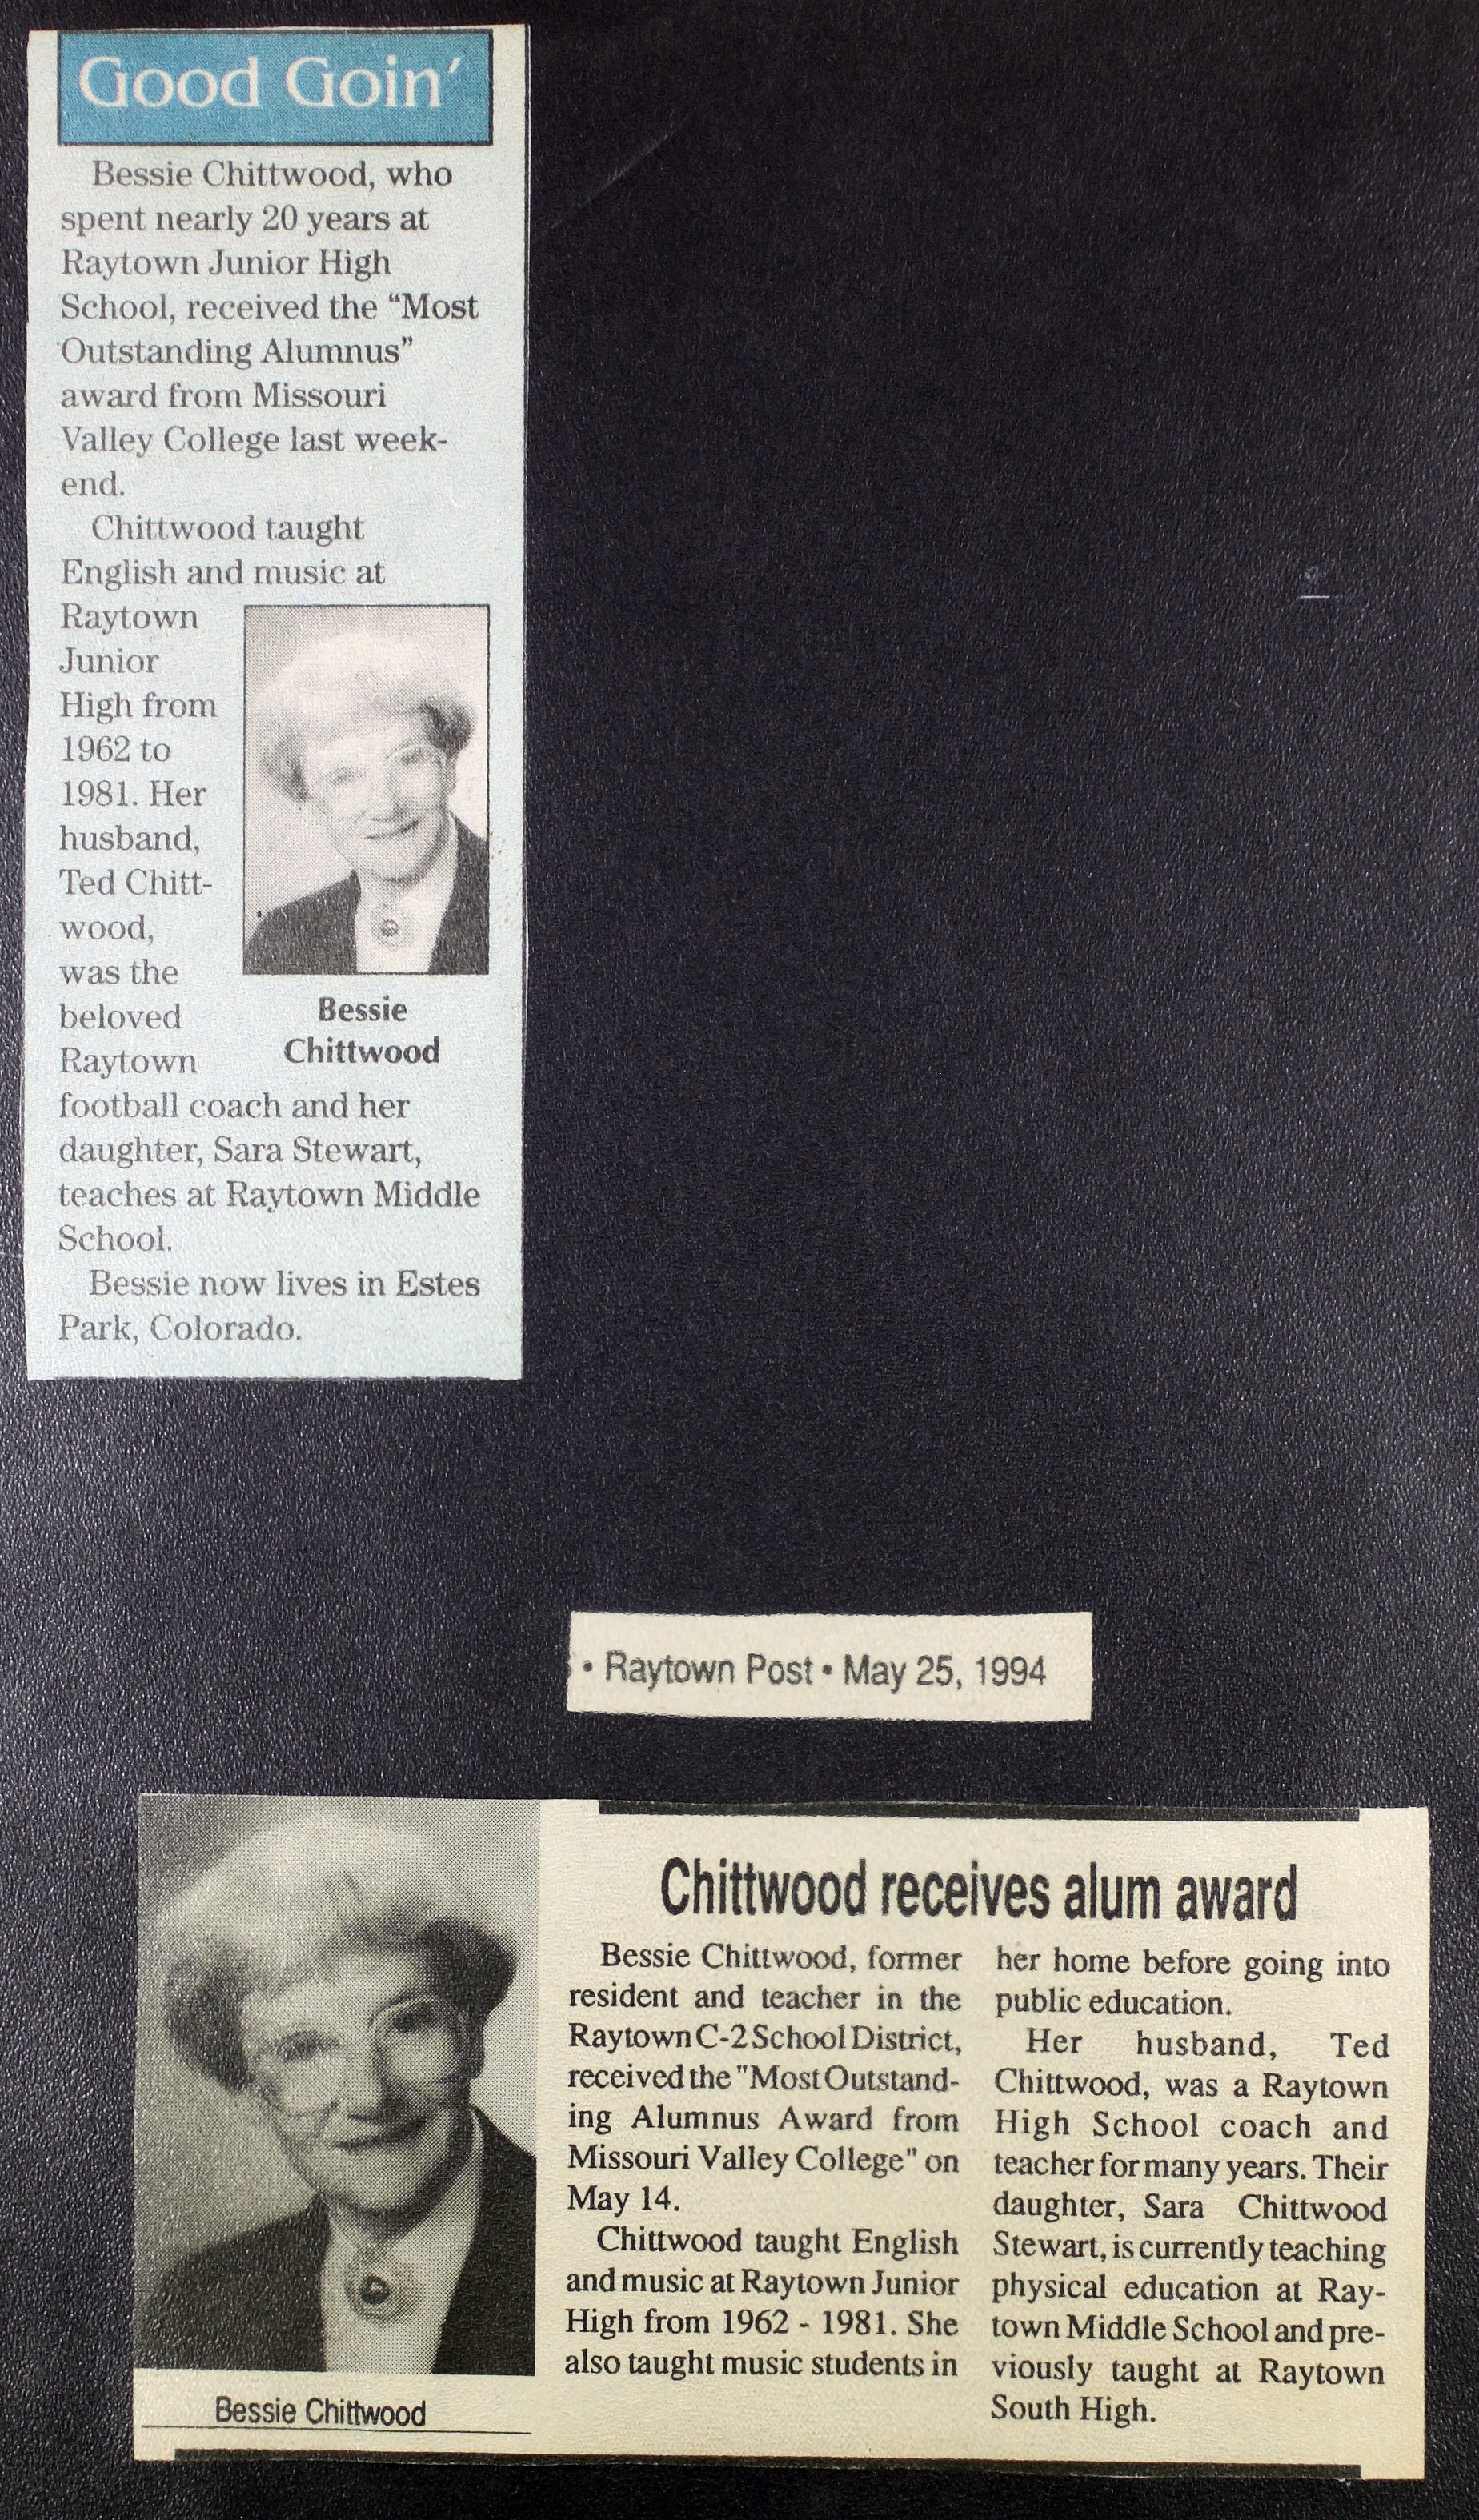 Good Goin'
Bessie Chittwood, who
spent nearly 20 years at
Raytown Junior High
School, received the “Most
Outstanding Alumnus”
award from Missouri
Valley College last week-
end.
Chittwood taught
English and music at
Raytown
Junior
High from
1962 to
1981. Her
husband,
Ted Chitt-
wood,
was the
beloved
Raytown
football coach and her
daughter, Sara Stewart,
teaches at Raytown Middle
School.
Bessie now lives in Estes
Park, Colorado.
Bessie
Chittwood
• Raytown Post • May 25, 1994
Chittwood receives alum award
Bessie Chittwood, former
resident and teacher in the
Raytown C-2 School District,
received the "Most Outstand-
ing Alumnus Award from
Missouri Valley College" on
May 14.
Chittwood taught English
and music at Raytown Junior
High from 1962 - 1981. She
also taught music students in
her home before going into
public education.
Her husband, Ted
Chittwood, was a Raytown
High School coach and
teacher for many years. Their
daughter, Sara Chittwood
Stewart, is currently teaching
physical education at Ray-
town Middle School and pre-
viously taught at Raytown
South High.
Bessie Chittwood